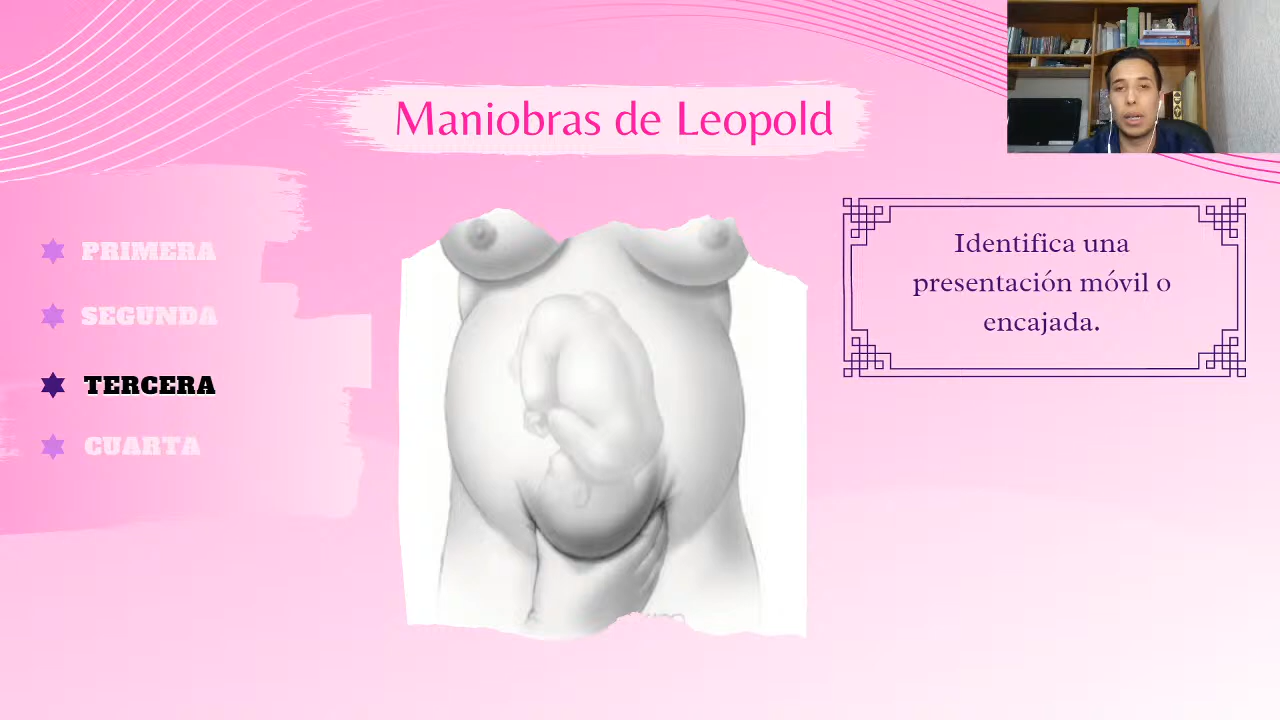 Maniobras de Leopold
PRIMERA
SEGUNDA
TERCERA
CUARTA
Identifica una
presentación móvil o
encajada.